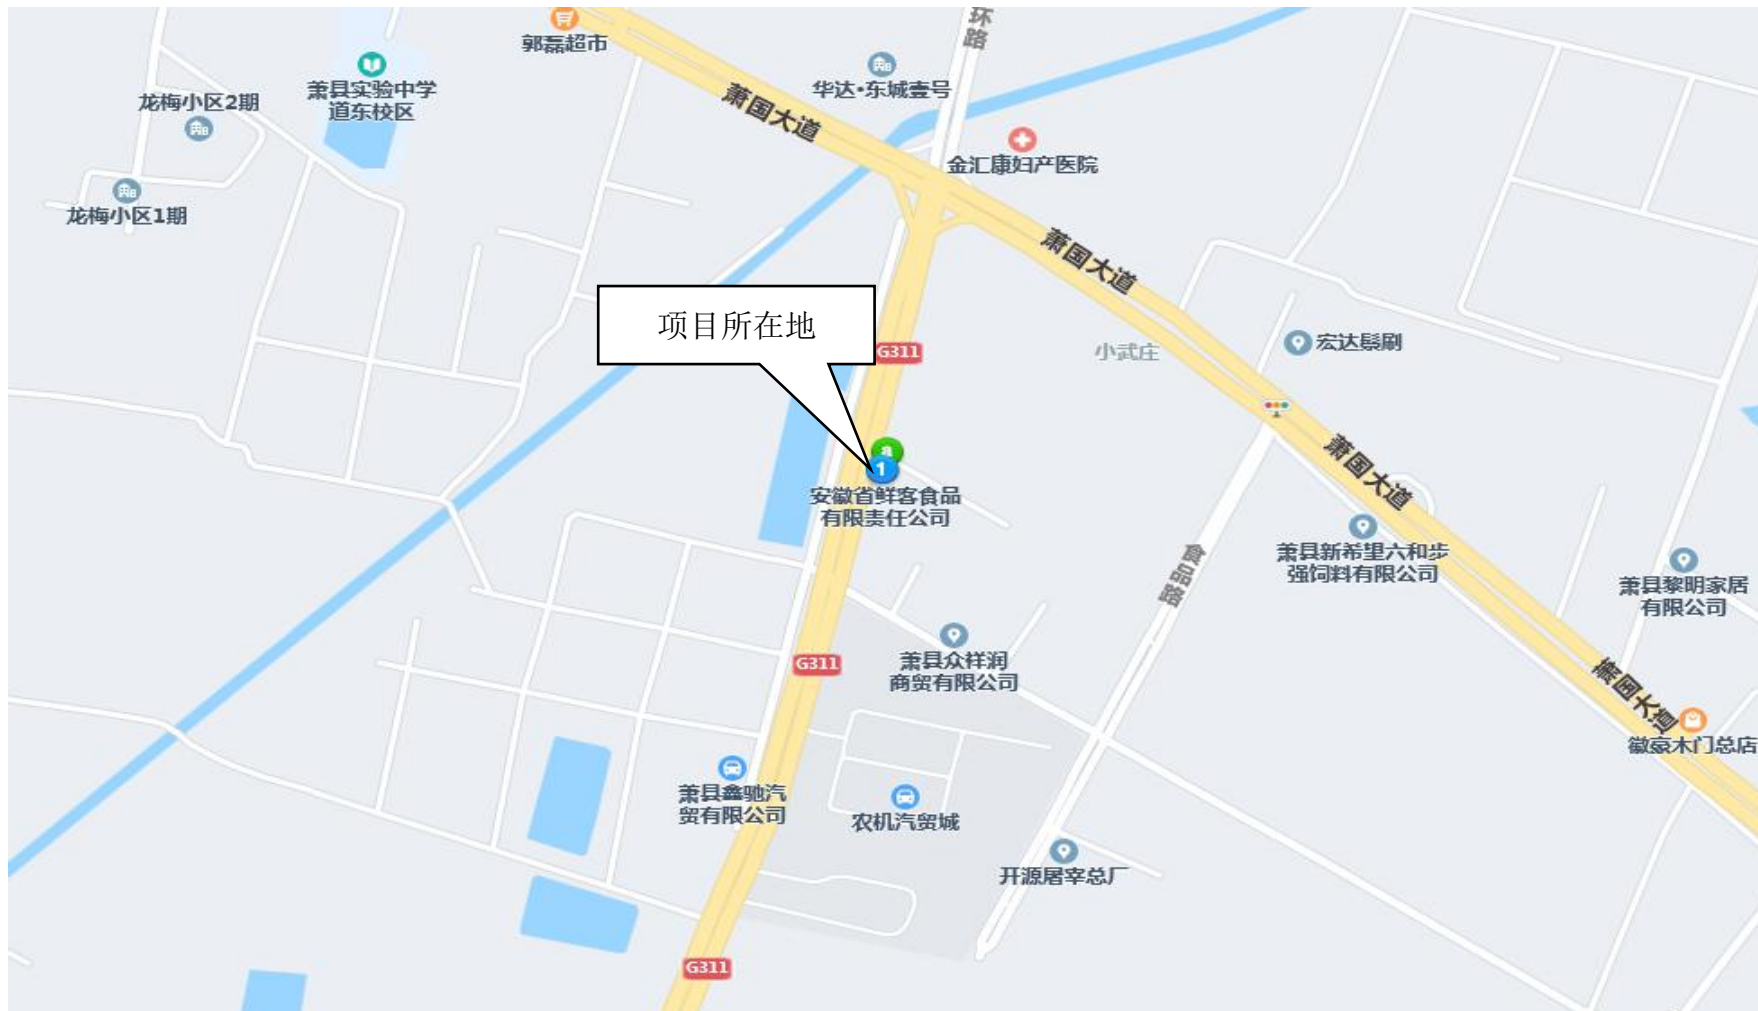 环
路
郭磊超市
萧县实验中学
道东校区
龙梅小区2期
华达·东城壹号
萧国大道
金汇康妇产医院
龙梅小区1期
萧国大道
项目所在地
G311
小武庄
宏达鬃刷
1
安徽省鲜客食品
有限责任公司
萧国大道
萧县新希望六和步
强饲料有限公司
食品路
萧县黎明家居
有限公司
G311
萧县众祥润
商贸有限公司
萧国大道
徽豪木门总店
萧县鑫驰汽
贸有限公司
农机汽贸城
开源屠宰总厂
G311